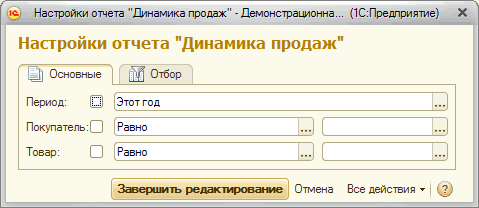 Настройки отчета "Динамика продаж" - Демонстрационна... (1С:Предприятие)
Настройки отчета "Динамика продаж"
Основные Отбор
Период: Этот год ...
Покупатель: Равно ... ...
Товар: Равно ... ...
Завершить редактирование Отмена Все действия ?